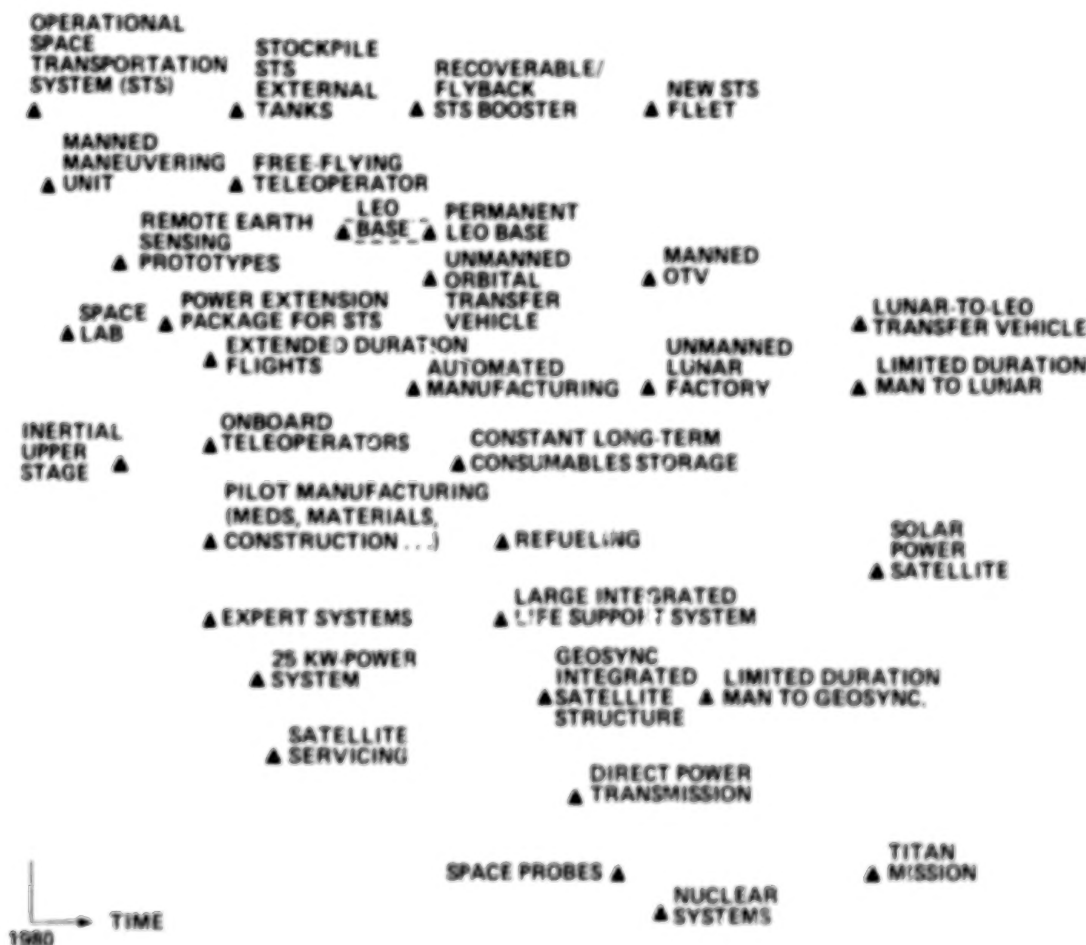 OPERATIONAL
SPACE
TRANSPORTATION
SYSTEM (STS)
STOCKPILE
STS
EXTERNAL
TANKS
RECOVERABLE/
FLYBACK
STS BOOSTER
NEW STS
FLEET
MANNED
MANEUVERING
UNIT
FREE-FLYING
TELEOPERATOR
REMOTE EARTH
SENSING
PROTOTYPES
LEO
BASE
PERMANENT
LEO BASE
UNMANNED
ORBITAL
TRANSFER
VEHICLE
MANNED
OTV
SPACE
LAB
POWER EXTENSION
PACKAGE FOR STS
LUNAR-TO-LEO
TRANSFER VEHICLE
EXTENDED DURATION
FLIGHTS
AUTOMATED
MANUFACTURING
UNMANNED
LUNAR
FACTORY
LIMITED DURATION
MAN TO LUNAR
INERTIAL
UPPER
STAGE
ONBOARD
TELEOPERATORS
CONSTANT LONG-TERM
CONSUMABLES STORAGE
PILOT MANUFACTURING
(MEDS, MATERIALS,
CONSTRUCTION . . .)
REFUELING
SOLAR
POWER
SATELLITE
EXPERT SYSTEMS
LARGE INTEGRATED
LIFE SUPPORT SYSTEM
25 KW-POWER
SYSTEM
GEOSYNC
INTEGRATED
SATELLITE
STRUCTURE
LIMITED DURATION
MAN TO GEOSYNC.
SATELLITE
SERVICING
DIRECT POWER
TRANSMISSION
SPACE PROBES
TITAN
MISSION
NUCLEAR
SYSTEMS
TIME
1980